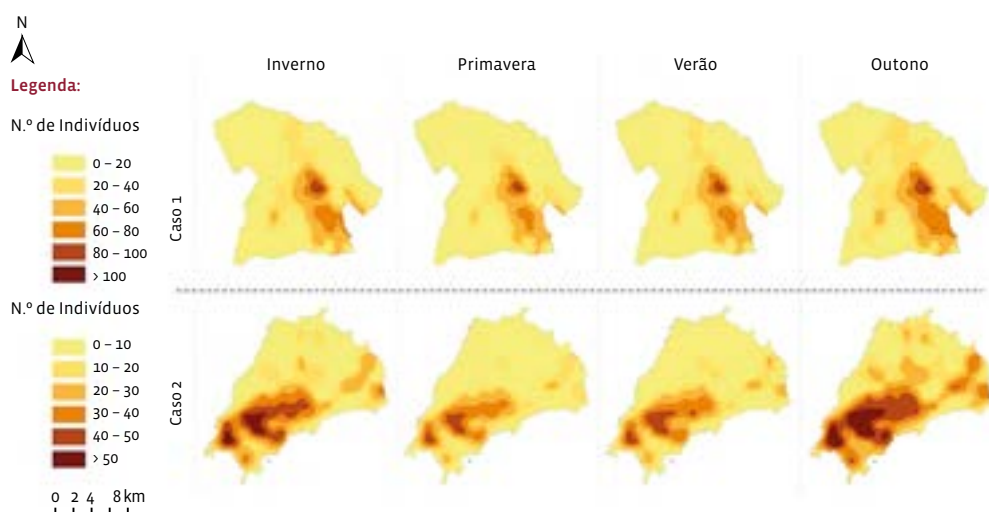 N
Legenda:
N.º de Indivíduos
0 – 20
20 – 40
40 – 60
60 – 80
80 – 100
> 100
N.º de Indivíduos
0 – 10
10 – 20
20 – 30
30 – 40
40 – 50
> 50
0 2 4 8 km
Inverno Primavera Verão Outono
Caso 1
Caso 2